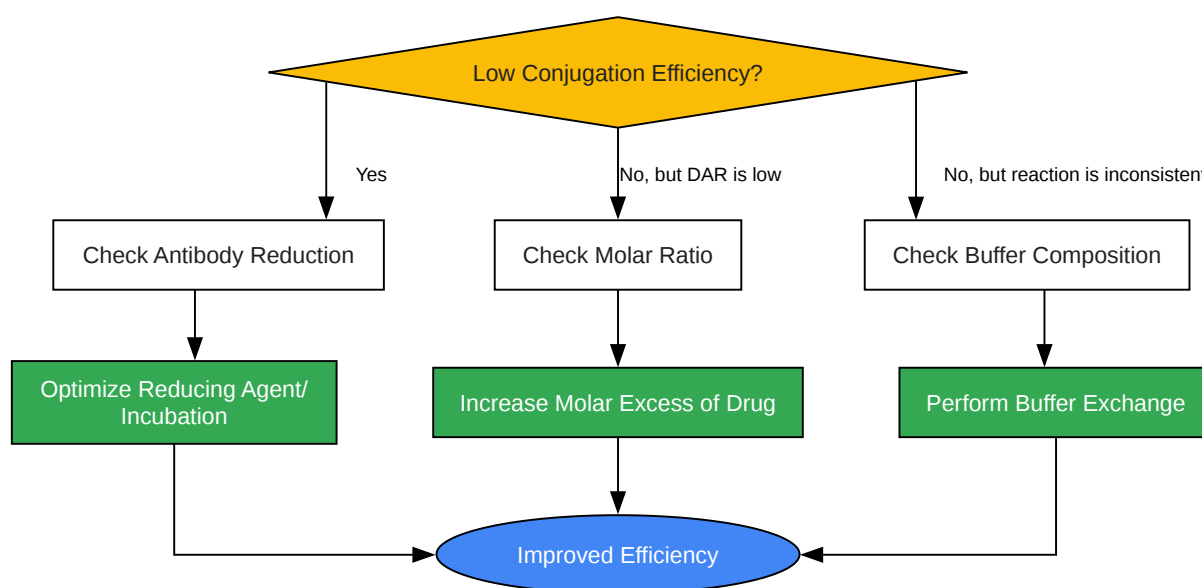 Low Conjugation Efficiency?
Yes
No, but DAR is low
No, but reaction is inconsistent
Check Antibody Reduction
Check Molar Ratio
Check Buffer Composition
Optimize Reducing Agent/
Incubation
Increase Molar Excess of Drug
Perform Buffer Exchange
Improved Efficiency